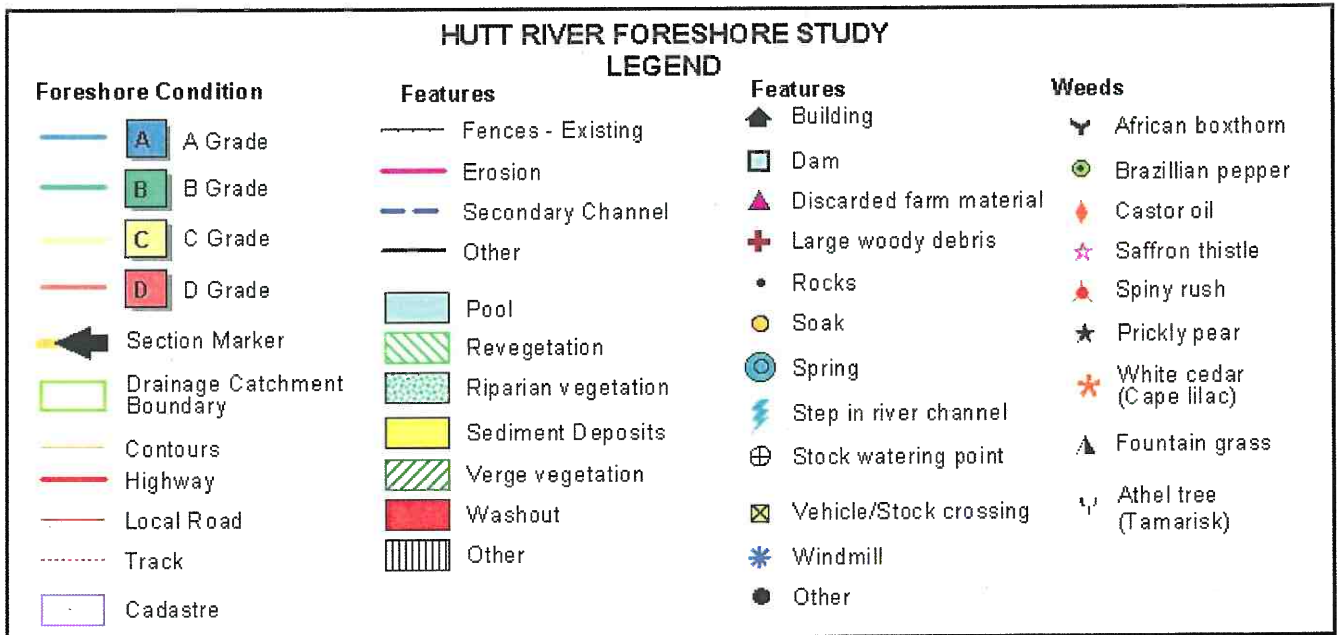 HUTT RIVER FORESHORE STUDY
LEGEND
Foreshore Condition
A A Grade
B B Grade
C C Grade
D D Grade
Section Marker
Drainage Catchment
Boundary
Contours
Highway
Local Road
Track
Cadastre
Features
Fences - Existing
Erosion
Secondary Channel
Other
Pool
Revegetation
Riparian vegetation
Sediment Deposits
Verge vegetation
Washout
Other
Features
Building
Dam
Discarded farm material
Large woody debris
Rocks
Soak
Spring
Step in river channel
Stock watering point
Vehicle/Stock crossing
Windmill
Other
Weeds
African boxthorn
Brazillian pepper
Castor oil
Saffron thistle
Spiny rush
Prickly pear
White cedar
(Cape lilac)
Fountain grass
Athel tree
(Tamarisk)